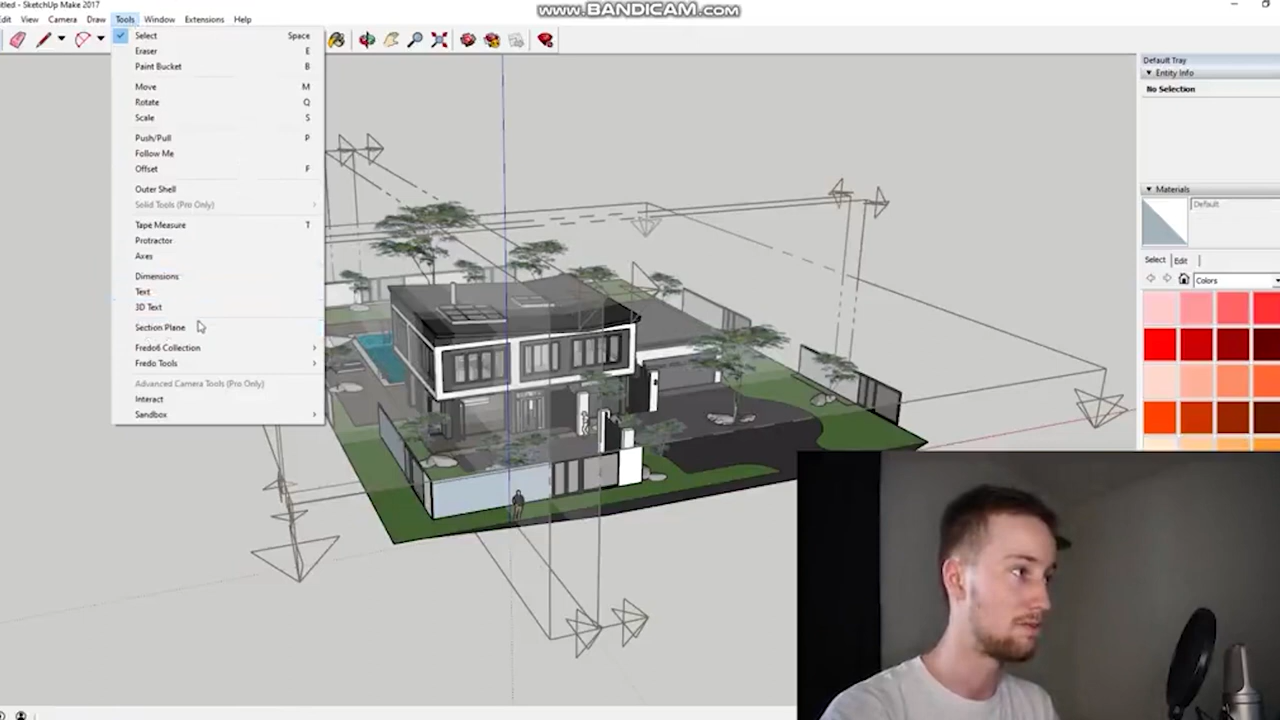 ntitled - SketchUp Make 2017
www.BANDICAM.com
Edit View Camera Draw Tools Window Extensions Help
Select Space
Eraser E
Paint Bucket B
Move M
Rotate Q
Scale S
Push/Pull P
Follow Me
Offset F
Outer Shell
Solid Tools (Pro Only)
Tape Measure T
Protractor
Axes
Dimensions
Text
3D Text
Section Plane
Fredo6 Collection
Fredo Tools
Advanced Camera Tools (Pro Only)
Interact
Sandbox
Default Tray
Entity Info
No Selection
Materials
Default
Select Edit
Colors